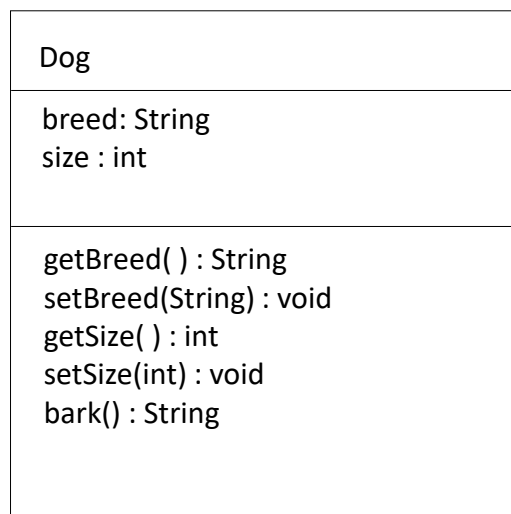 Dog
breed: String
size : int
getBreed( ) : String
setBreed(String) : void
getSize( ) : int
setSize(int) : void
bark() : String